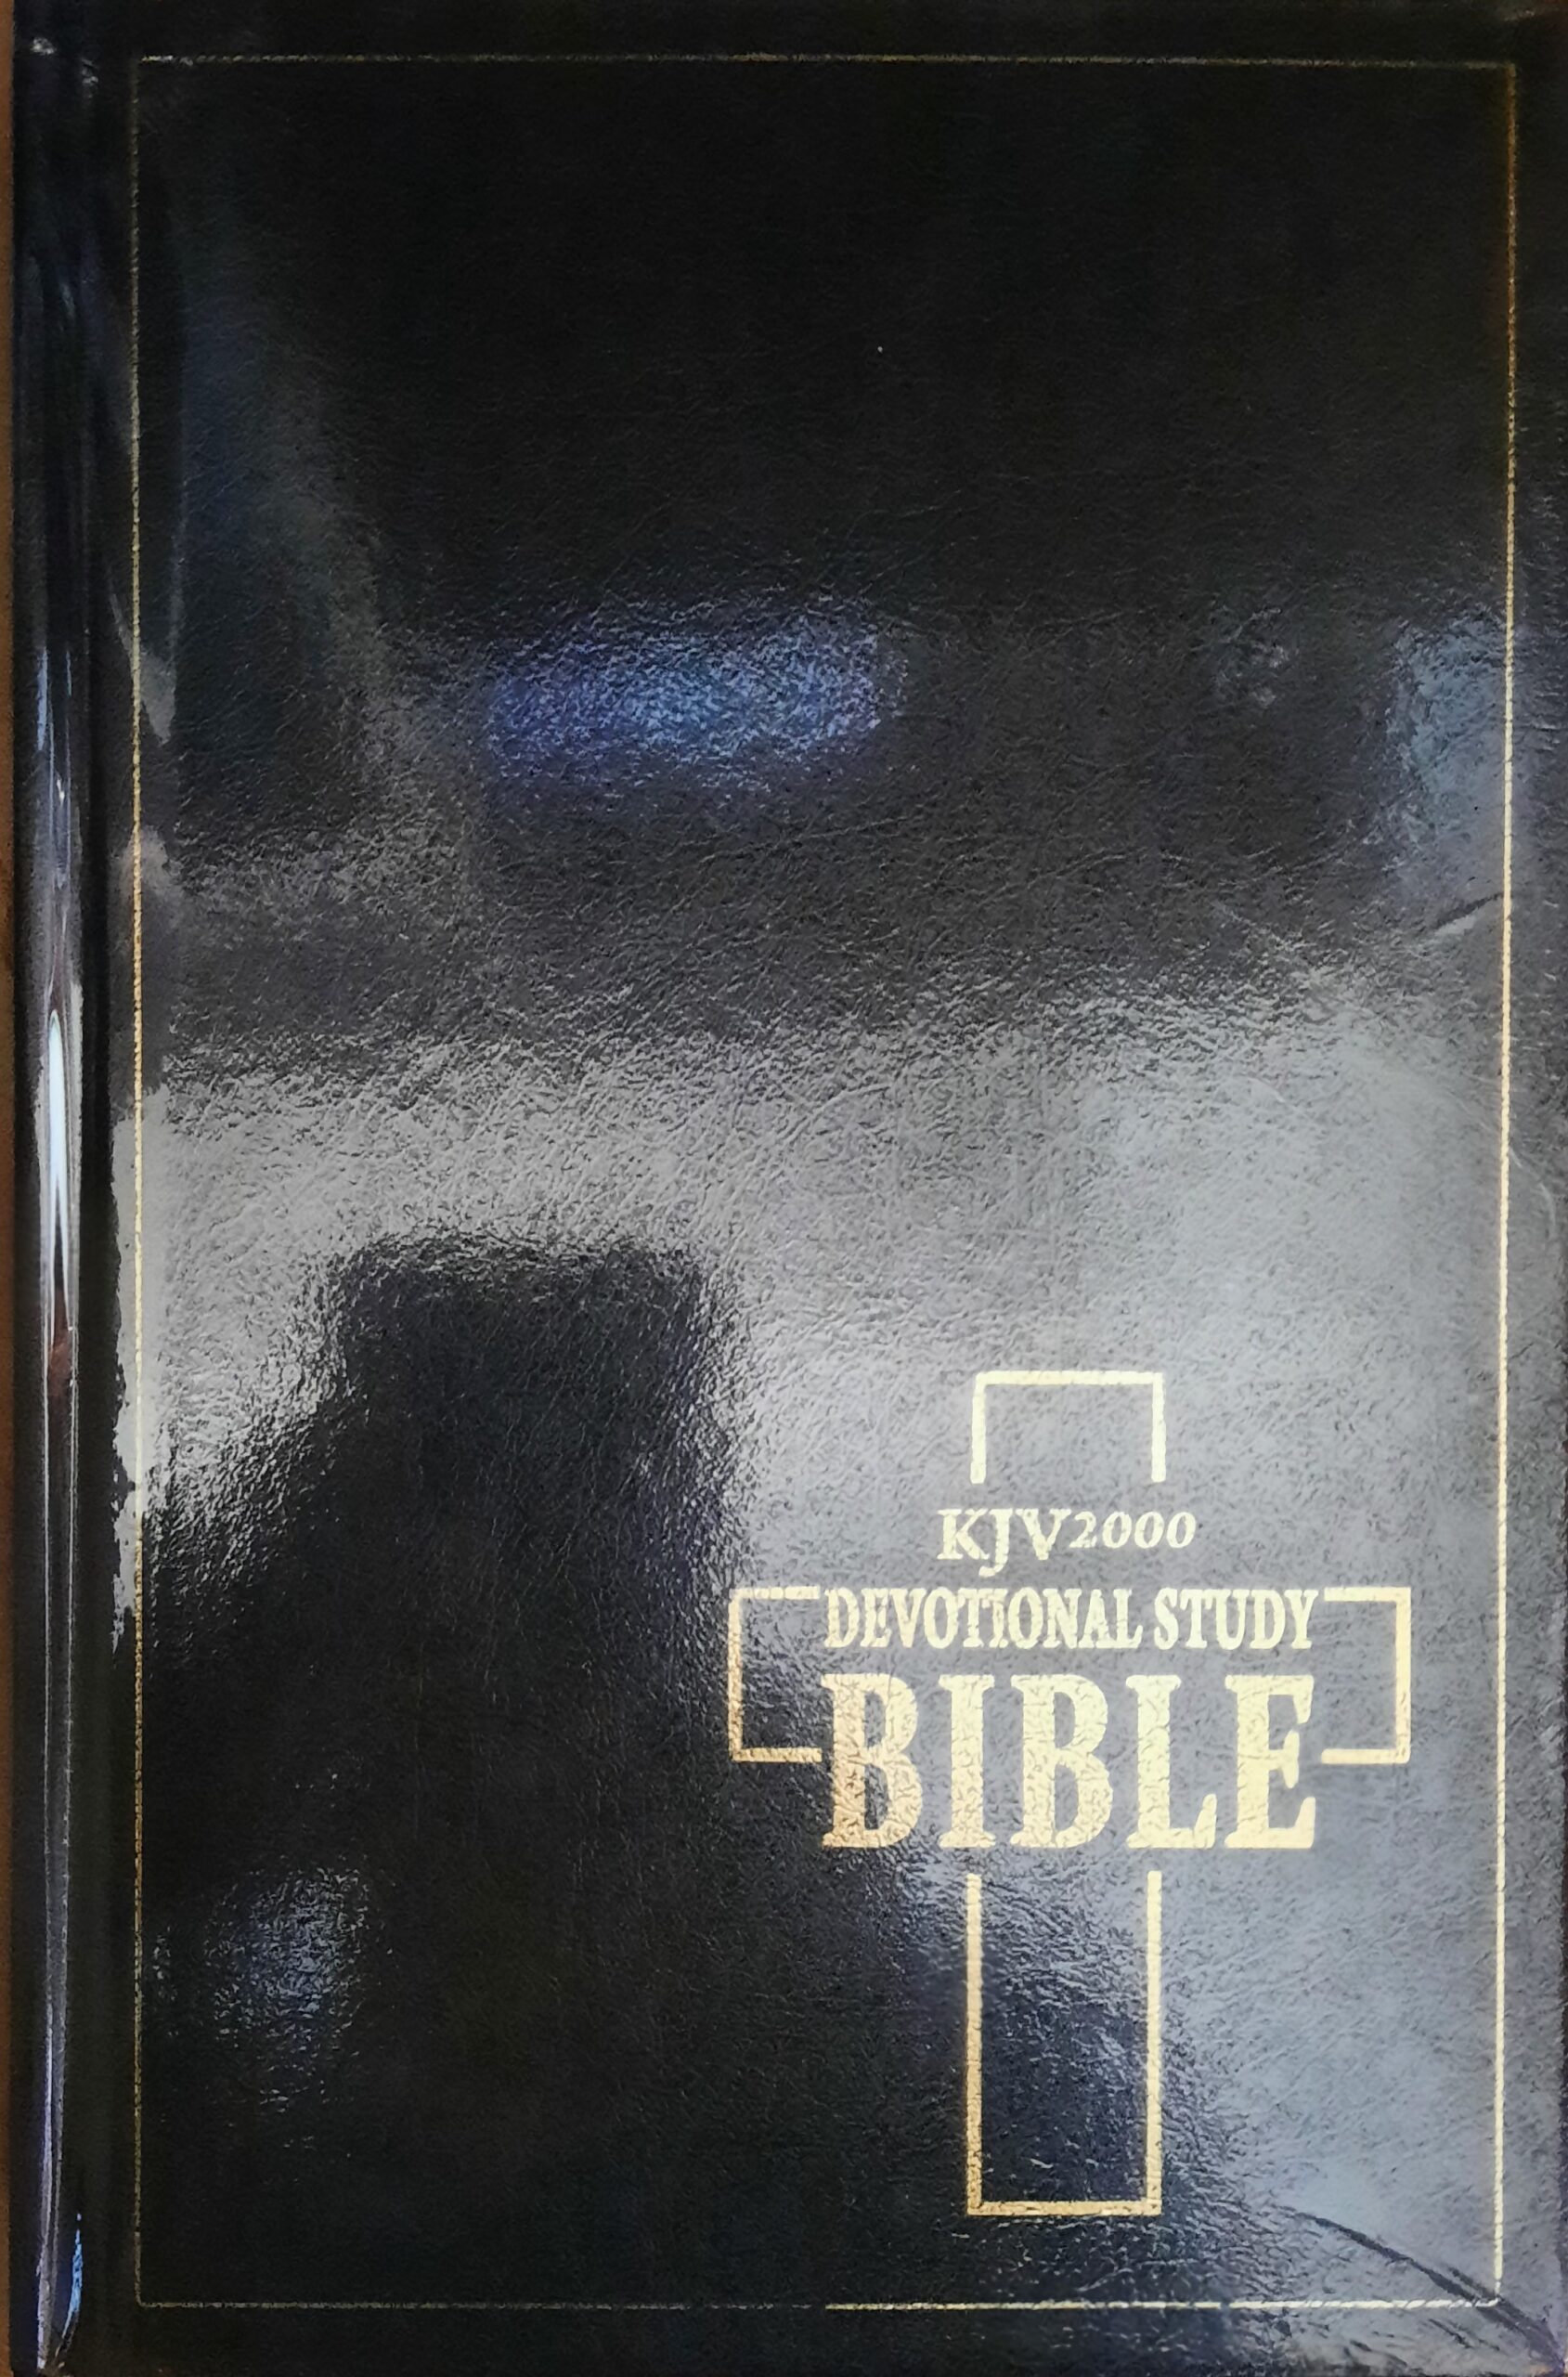 KJV2000
DEVOTIONAL STUDY
BIBLE